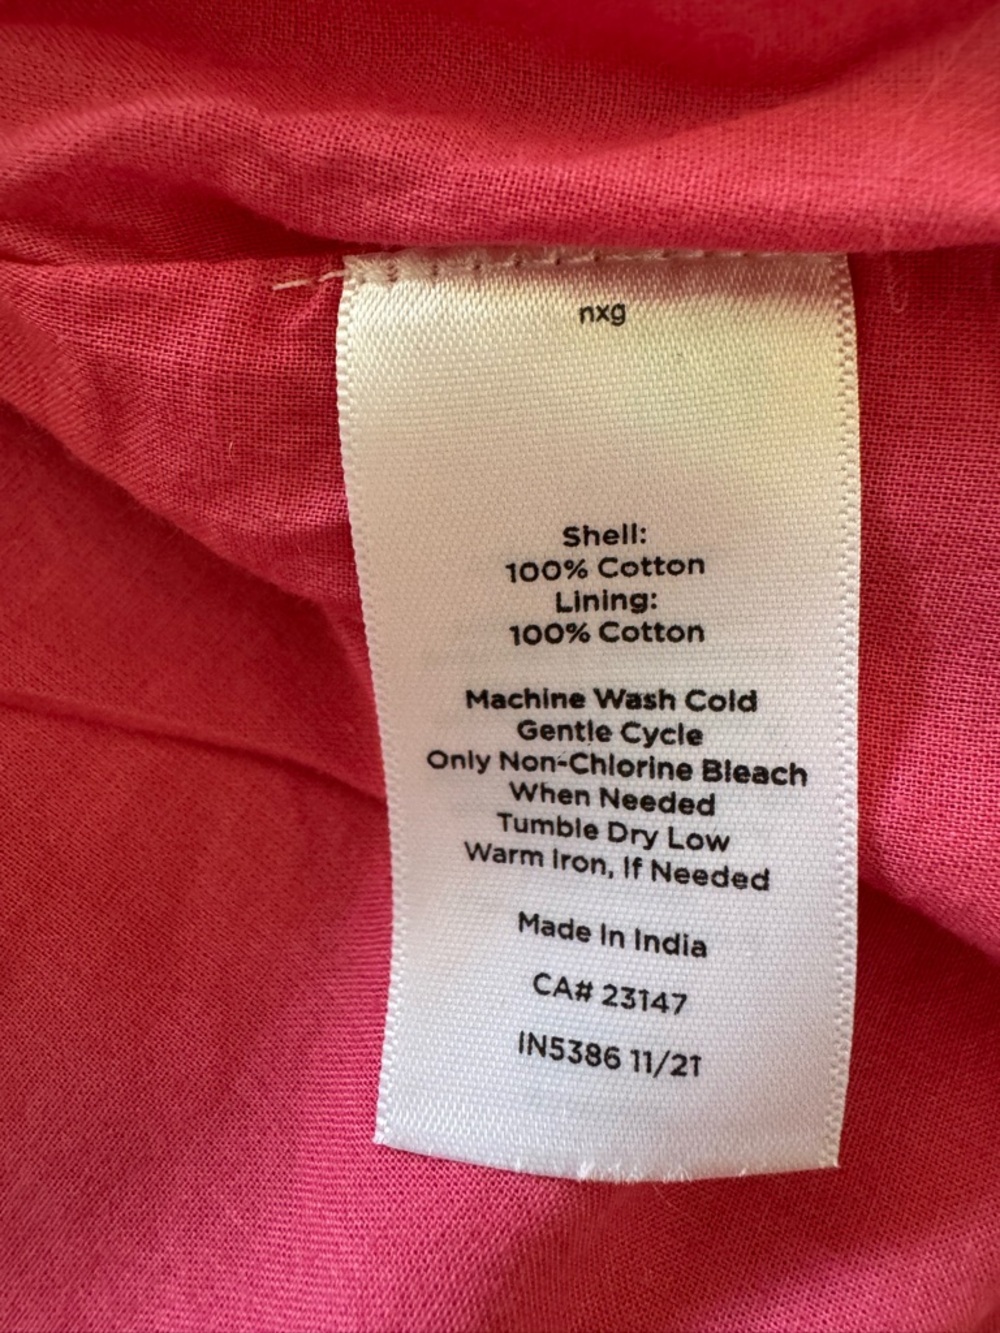 nxg
Shell:
100% Cotton
Lining:
100% Cotton
Machine Wash Cold
Gentle Cycle
Only Non-Chlorine Bleach
When Needed
Tumble Dry Low
Warm Iron, If Needed
Made In India
CA# 23147
IN5386 11/21